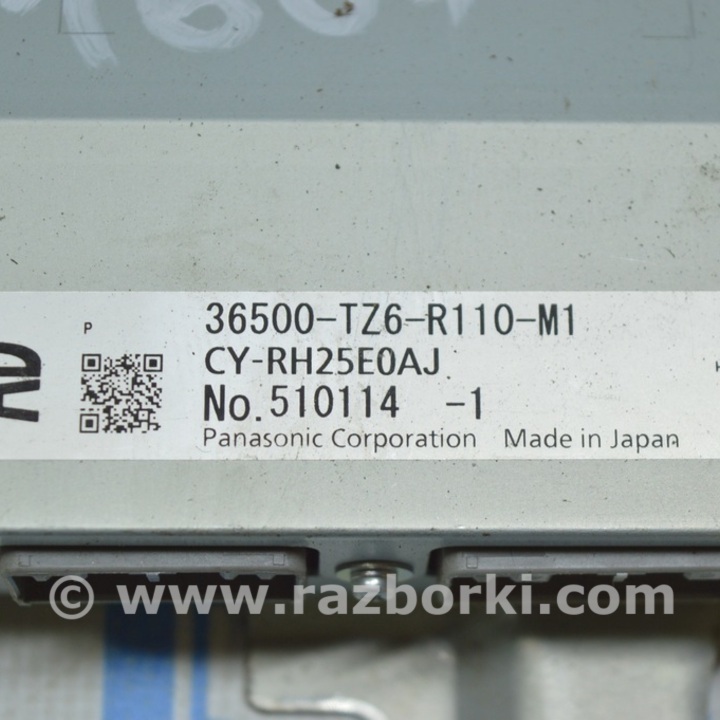 P
36500-TZ6-R110-M1
CY-RH25E0AJ
No.510114 -1
Panasonic Corporation Made in Japan
© www.razborki.com